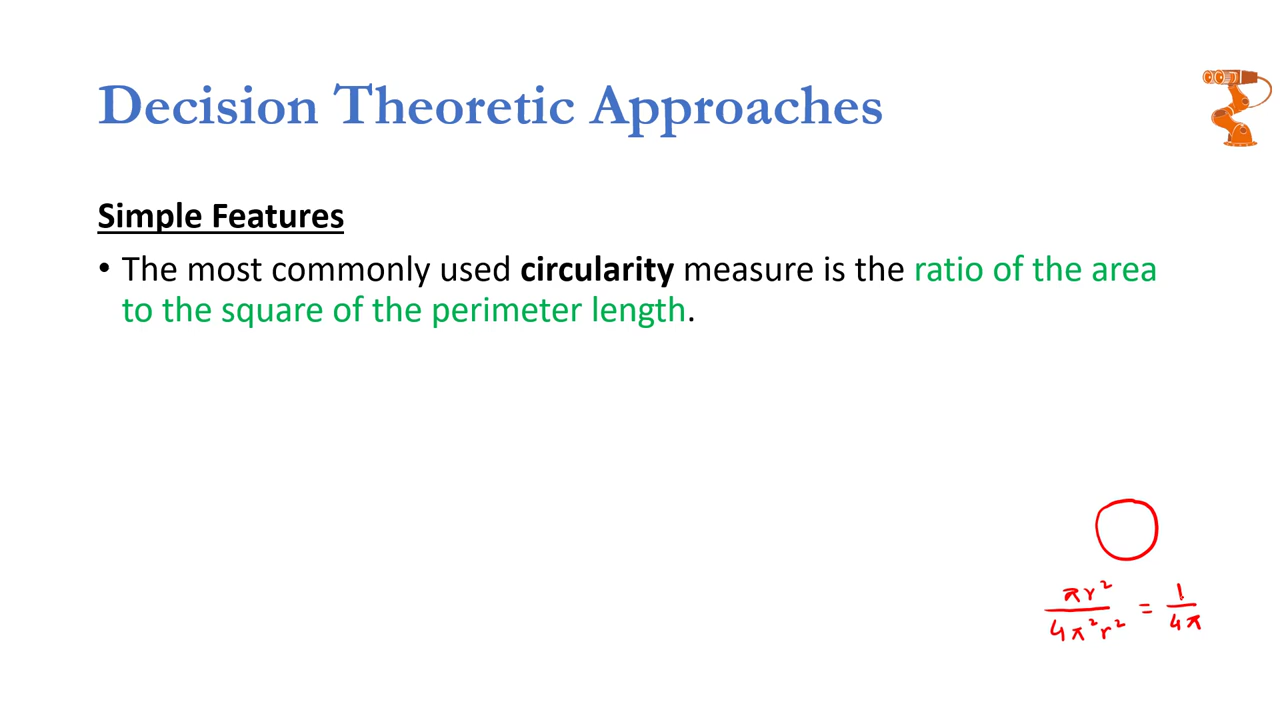 Decision Theoretic Approaches
Simple Features
• The most commonly used circularity measure is the ratio of the area
to the square of the perimeter length.
πr²
4π²r²
=
1
4π